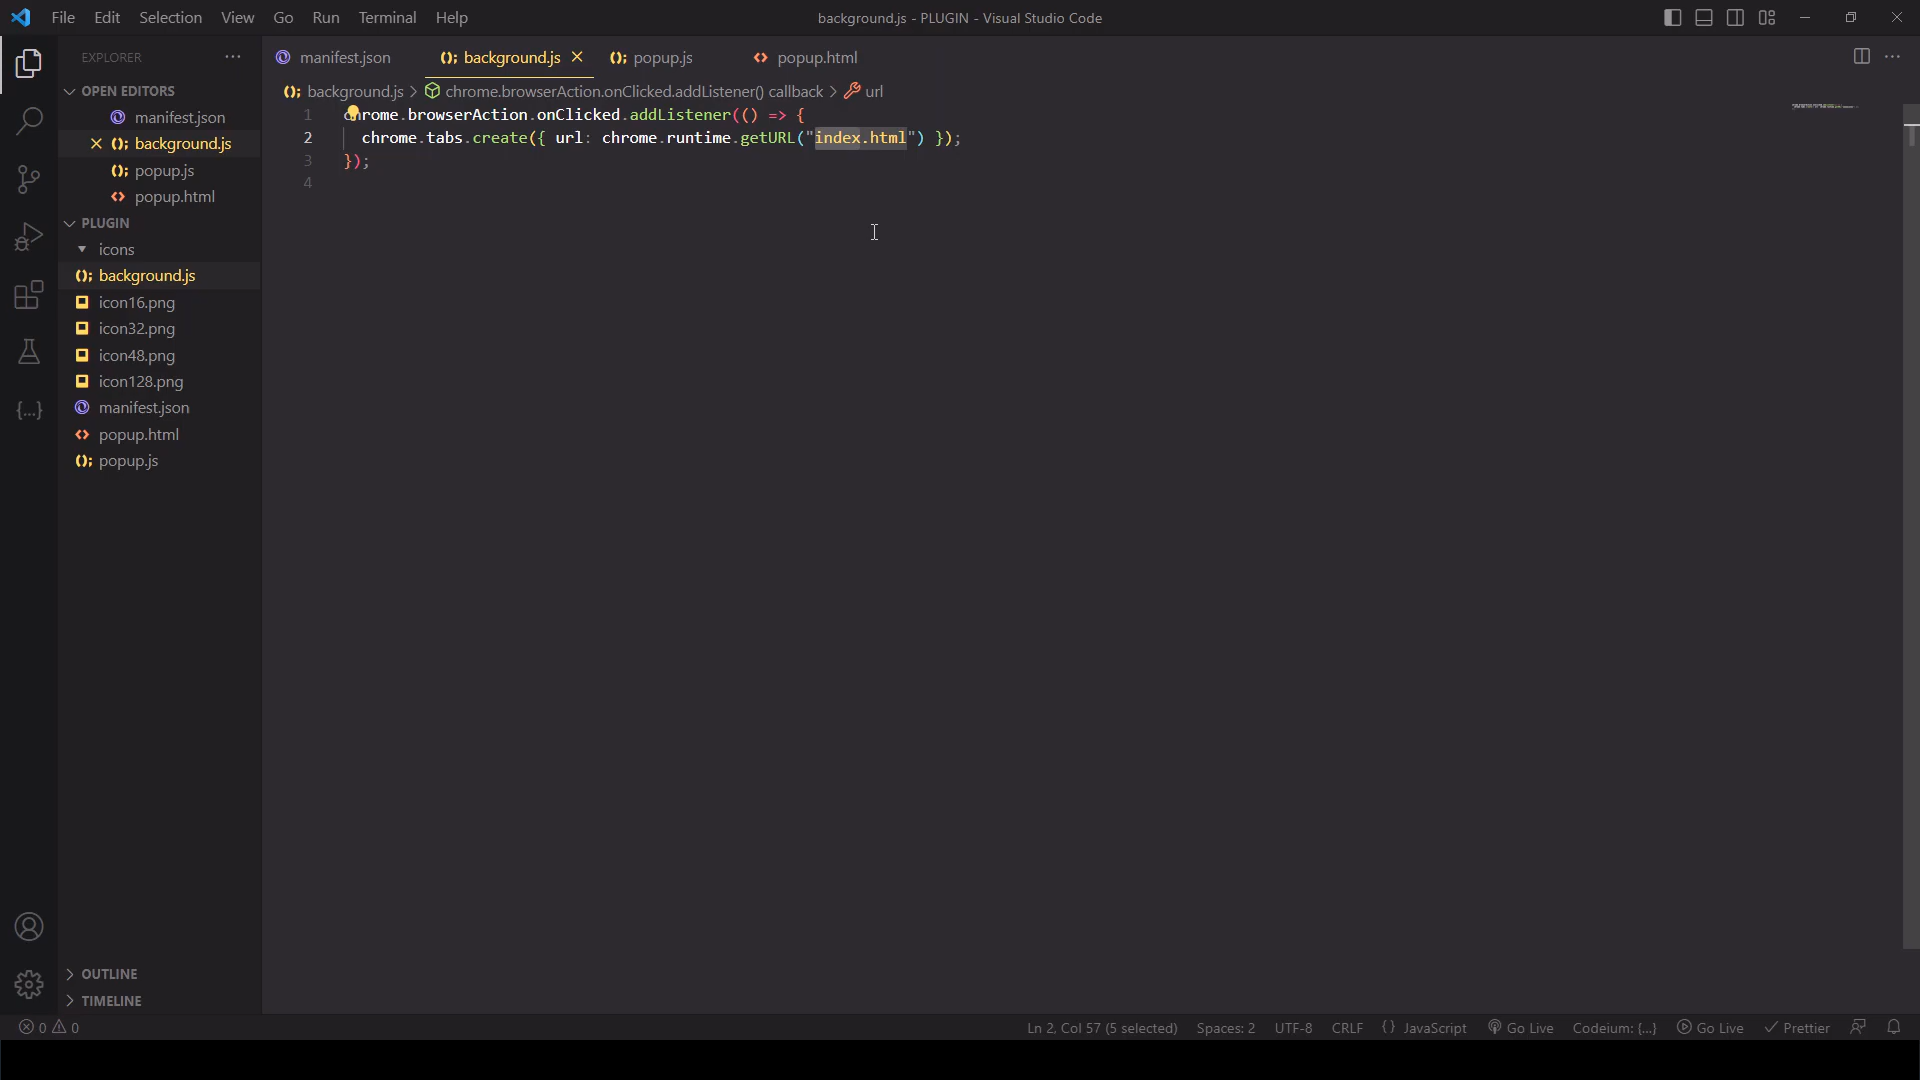 File Edit Selection View Go Run Terminal Help
background.js - PLUGIN - Visual Studio Code
EXPLORER
manifest.json
background.js
popup.js
popup.html
OPEN EDITORS
manifest.json
background.js
popup.js
popup.html
PLUGIN
icons
background.js
icon16.png
icon32.png
icon48.png
icon128.png
manifest.json
popup.html
popup.js
OUTLINE
TIMELINE
background.js > chrome.browserAction.onClicked.addListener() callback > url
1 chrome.browserAction.onClicked.addListener(() => {
2 chrome.tabs.create({ url: chrome.runtime.getURL("index.html") });
3 });
4
0 0
Ln 2, Col 57 (5 selected) Spaces: 2 UTF-8 CRLF {} JavaScript Go Live Codeium: {...} Go Live Prettier